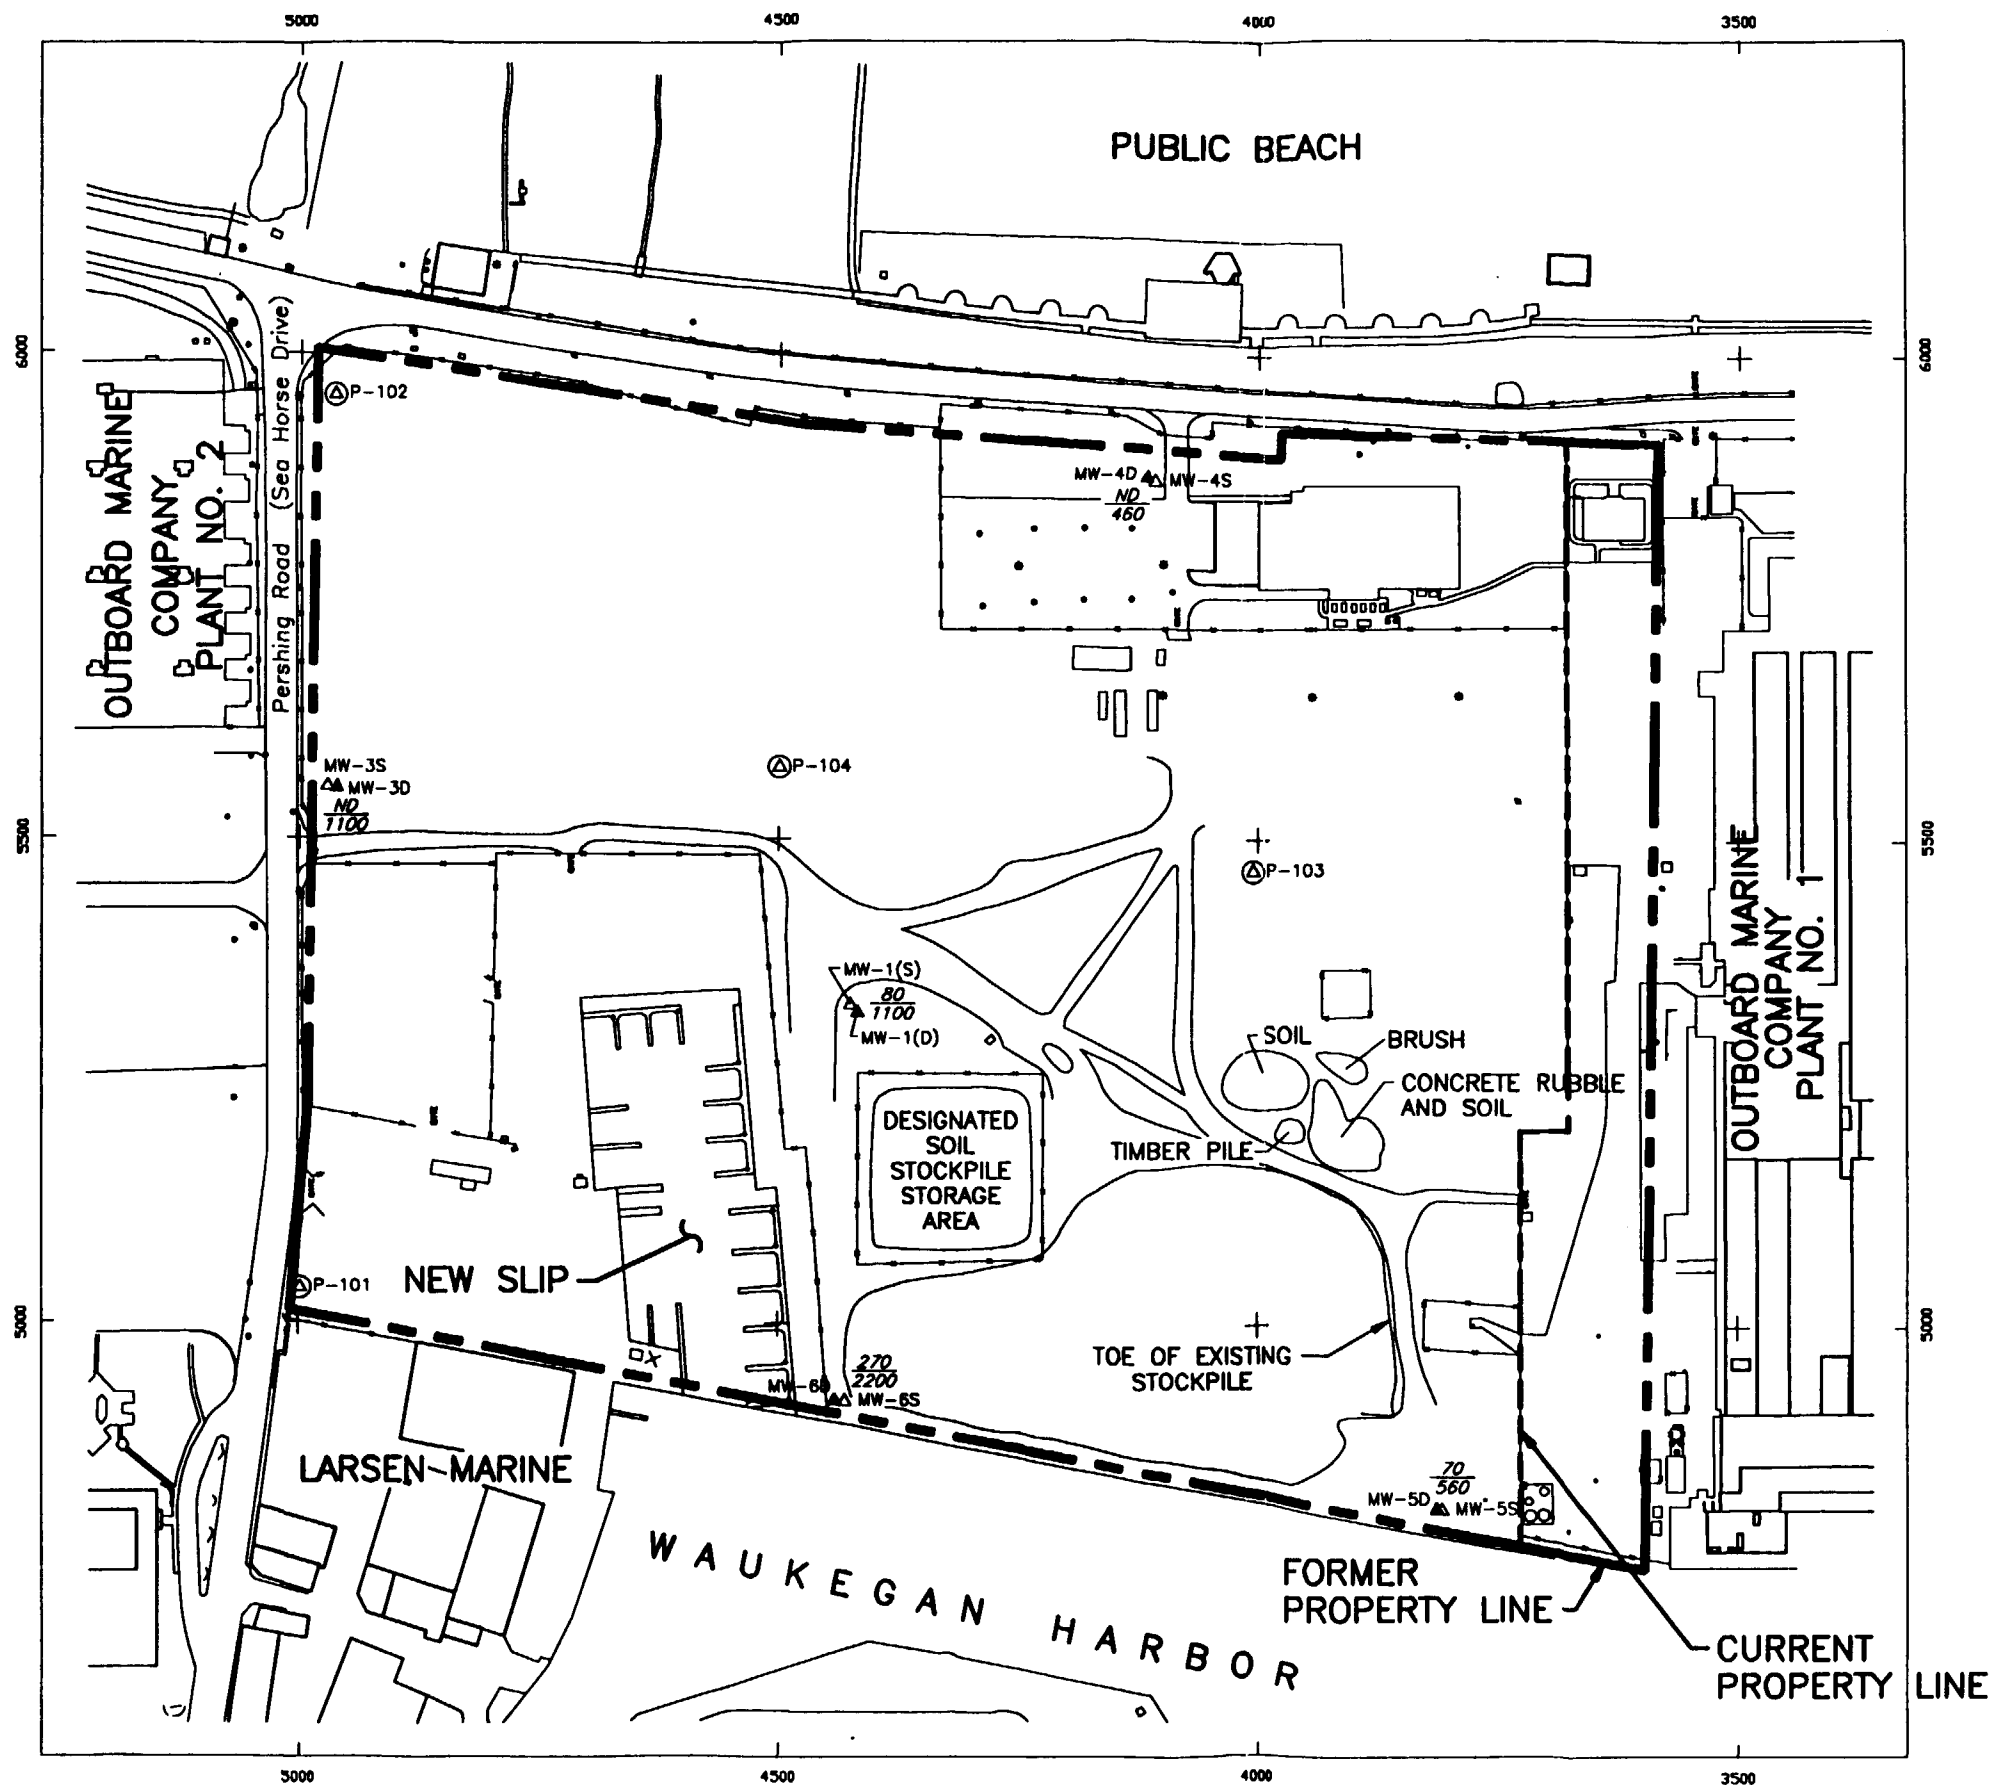 5000
4500
4000
3500
PUBLIC BEACH
6000
6000
OUTBOARD MARINE
COMPANY
PLANT NO. 2
Pershing Road (Sea Horse Drive)
P-102
MW-4D
MW-4S
ND
460
MW-3S
MW-3D
ND
1100
P-104
5500
5500
P-103
OUTBOARD MARINE
COMPANY
PLANT NO. 1
MW-1(S)
80
1100
MW-1(D)
SOIL
BRUSH
CONCRETE RUBBLE
AND SOIL
TIMBER PILE
DESIGNATED
SOIL
STOCKPILE
STORAGE
AREA
NEW SLIP
P-101
5000
5000
TOE OF EXISTING
STOCKPILE
270
2200
MW-6D
MW-6S
LARSEN-MARINE
70
560
MW-5D
MW-5S
WAUKEGAN HARBOR
FORMER
PROPERTY LINE
CURRENT
PROPERTY LINE
5000
4500
4000
3500